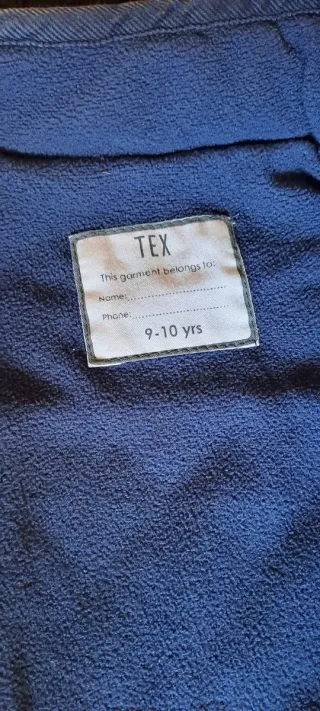 TEX
This garment belongs to:
Name:..............................
Phone:..............................
9-10 yrs